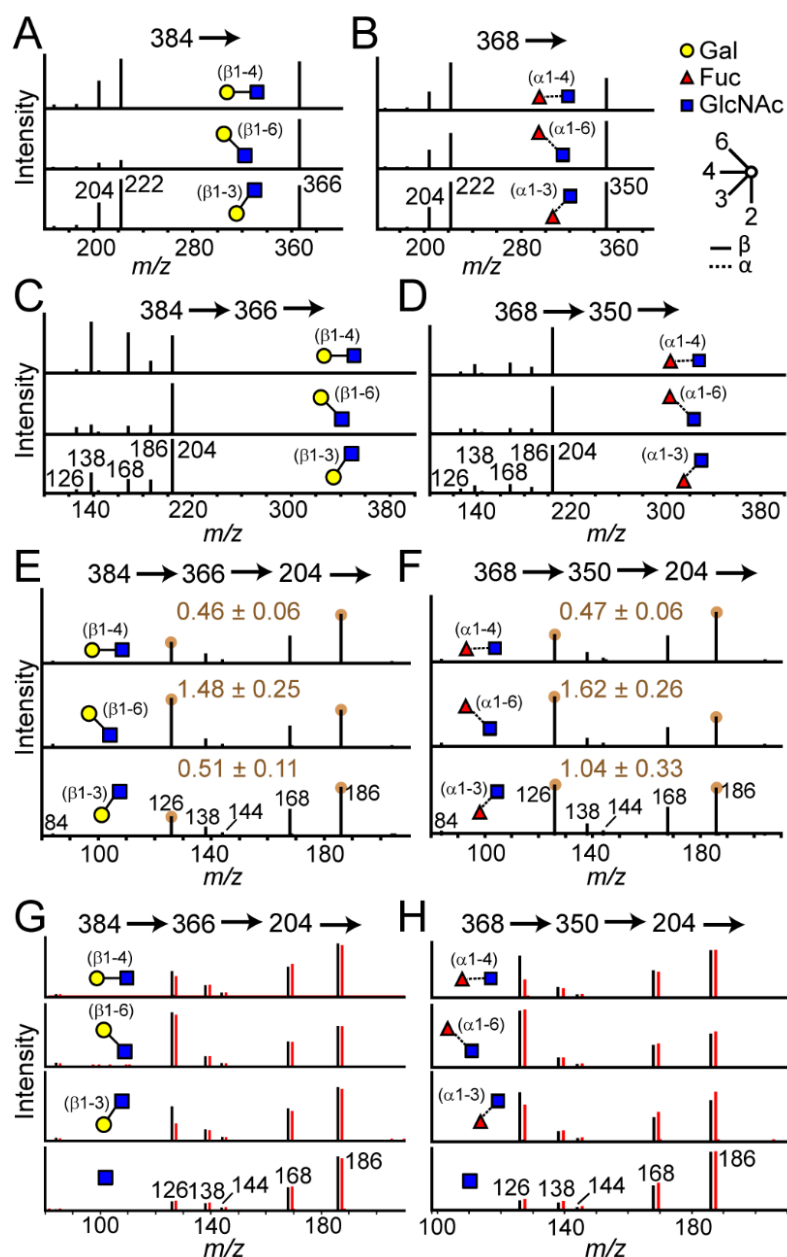 A
384
B
368
Gal
Fuc
GlcNAc
(β1-4)
(β1-6)
(β1-3)
204
222
366
Intensity
200
280
360
m/z
(α1-4)
(α1-6)
(α1-3)
204
222
350
200
280
360
m/z
6
4
3
2
β
α
C
384
366
(β1-4)
(β1-6)
(β1-3)
126
138
168
186
204
Intensity
140
220
300
380
m/z
D
368
350
(α1-4)
(α1-6)
(α1-3)
126
138
168
186
204
140
220
300
380
m/z
E
384
366
204
(β1-4)
0.46 ± 0.06
(β1-6)
1.48 ± 0.25
(β1-3)
0.51 ± 0.11
84
126
138
144
168
186
Intensity
100
140
180
m/z
F
368
350
204
(α1-4)
0.47 ± 0.06
(α1-6)
1.62 ± 0.26
(α1-3)
1.04 ± 0.33
84
126
138
144
168
186
100
140
180
m/z
G
384
366
204
(β1-4)
(β1-6)
(β1-3)
126
138
144
168
186
Intensity
100
140
180
m/z
H
368
350
204
(α1-4)
(α1-6)
(α1-3)
126
138
144
168
186
100
140
180
m/z